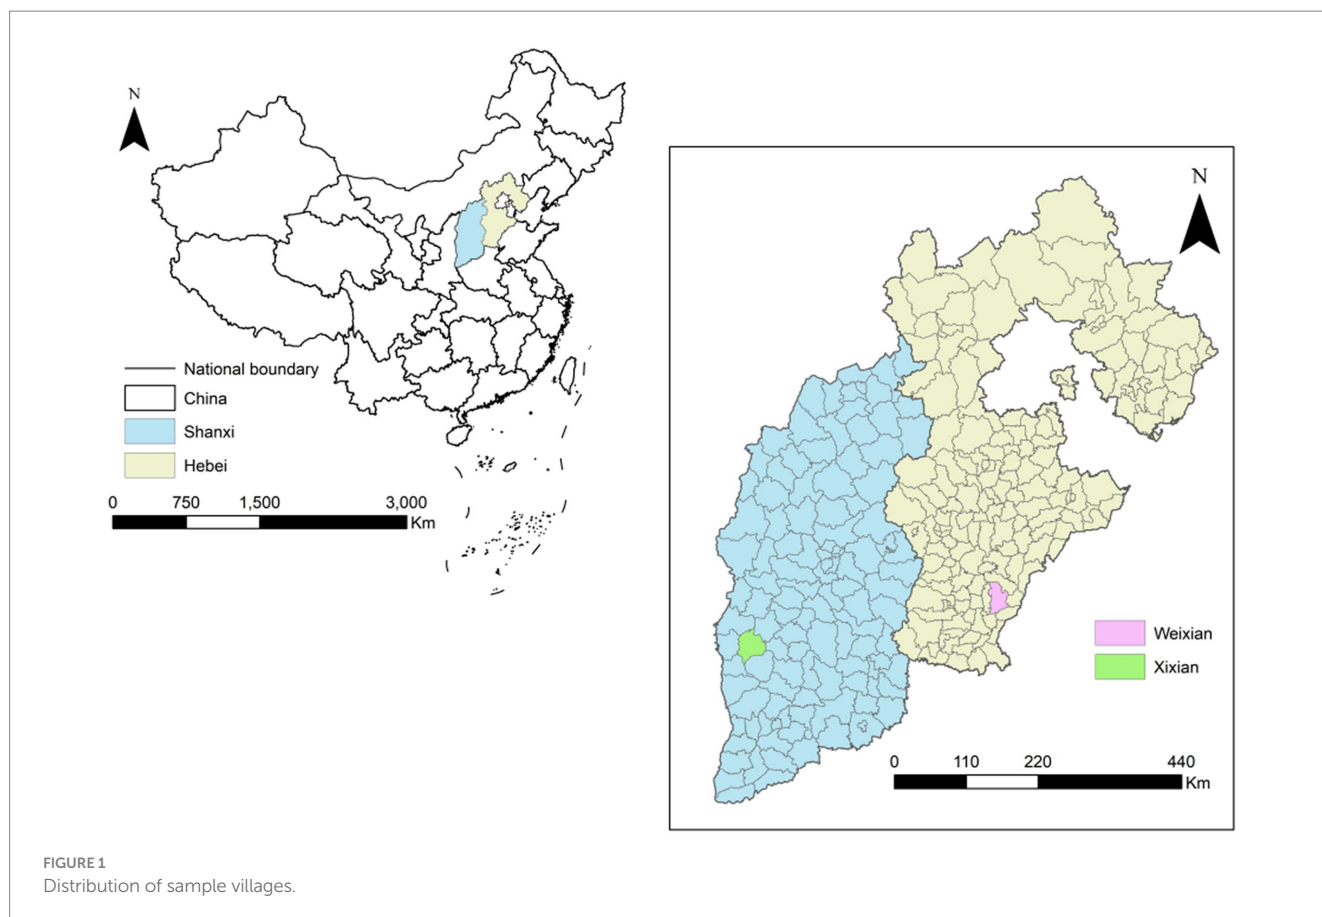 N
National boundary
China
Shanxi
Hebei
0 750 1,500 3,000
Km
N
Weixian
Xixian
0 110 220 440
Km
FIGURE 1
Distribution of sample villages.